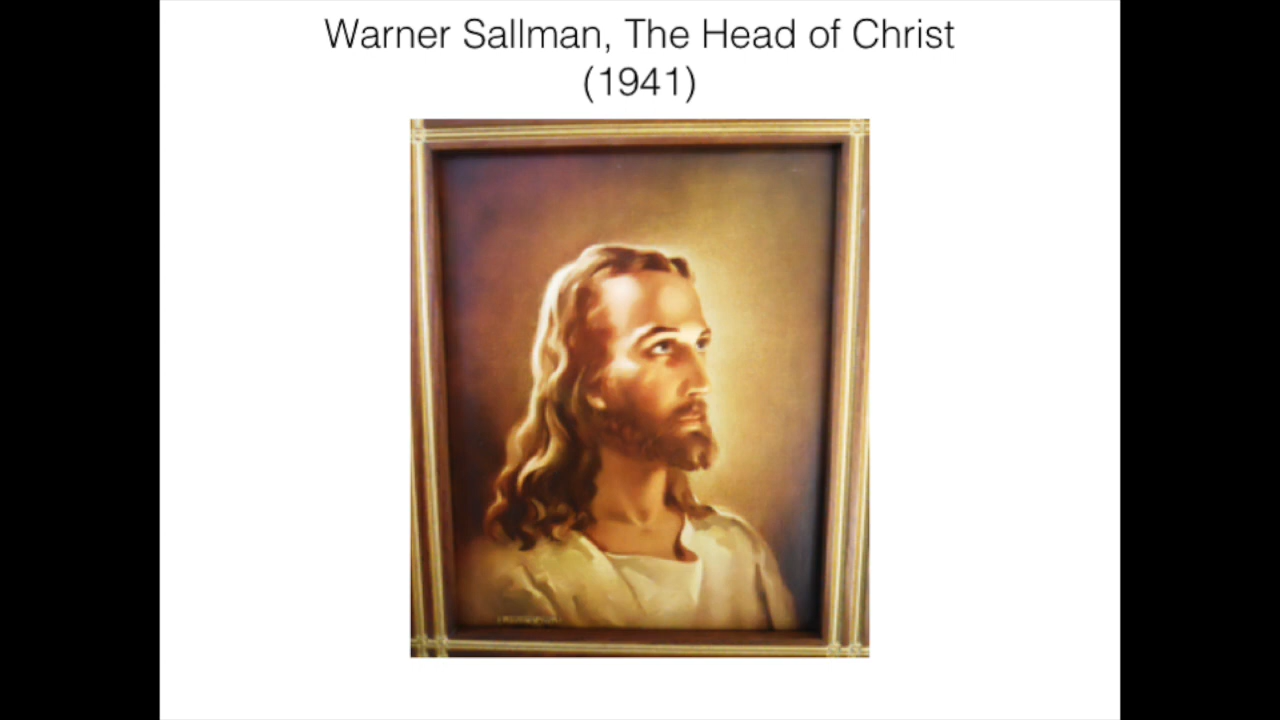 Warner Sallman, The Head of Christ
(1941)